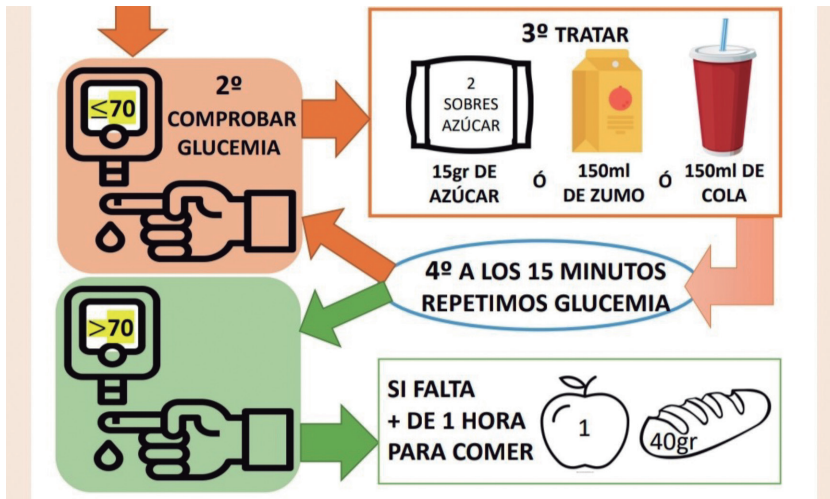 ≤70
2º
COMPROBAR
GLUCEMIA
3º TRATAR
2
SOBRES
AZÚCAR
15gr DE
AZÚCAR
Ó
150ml
DE ZUMO
Ó
150ml DE
COLA
4º A LOS 15 MINUTOS
REPETIMOS GLUCEMIA
>70
SI FALTA
+ DE 1 HORA
PARA COMER
1
40gr